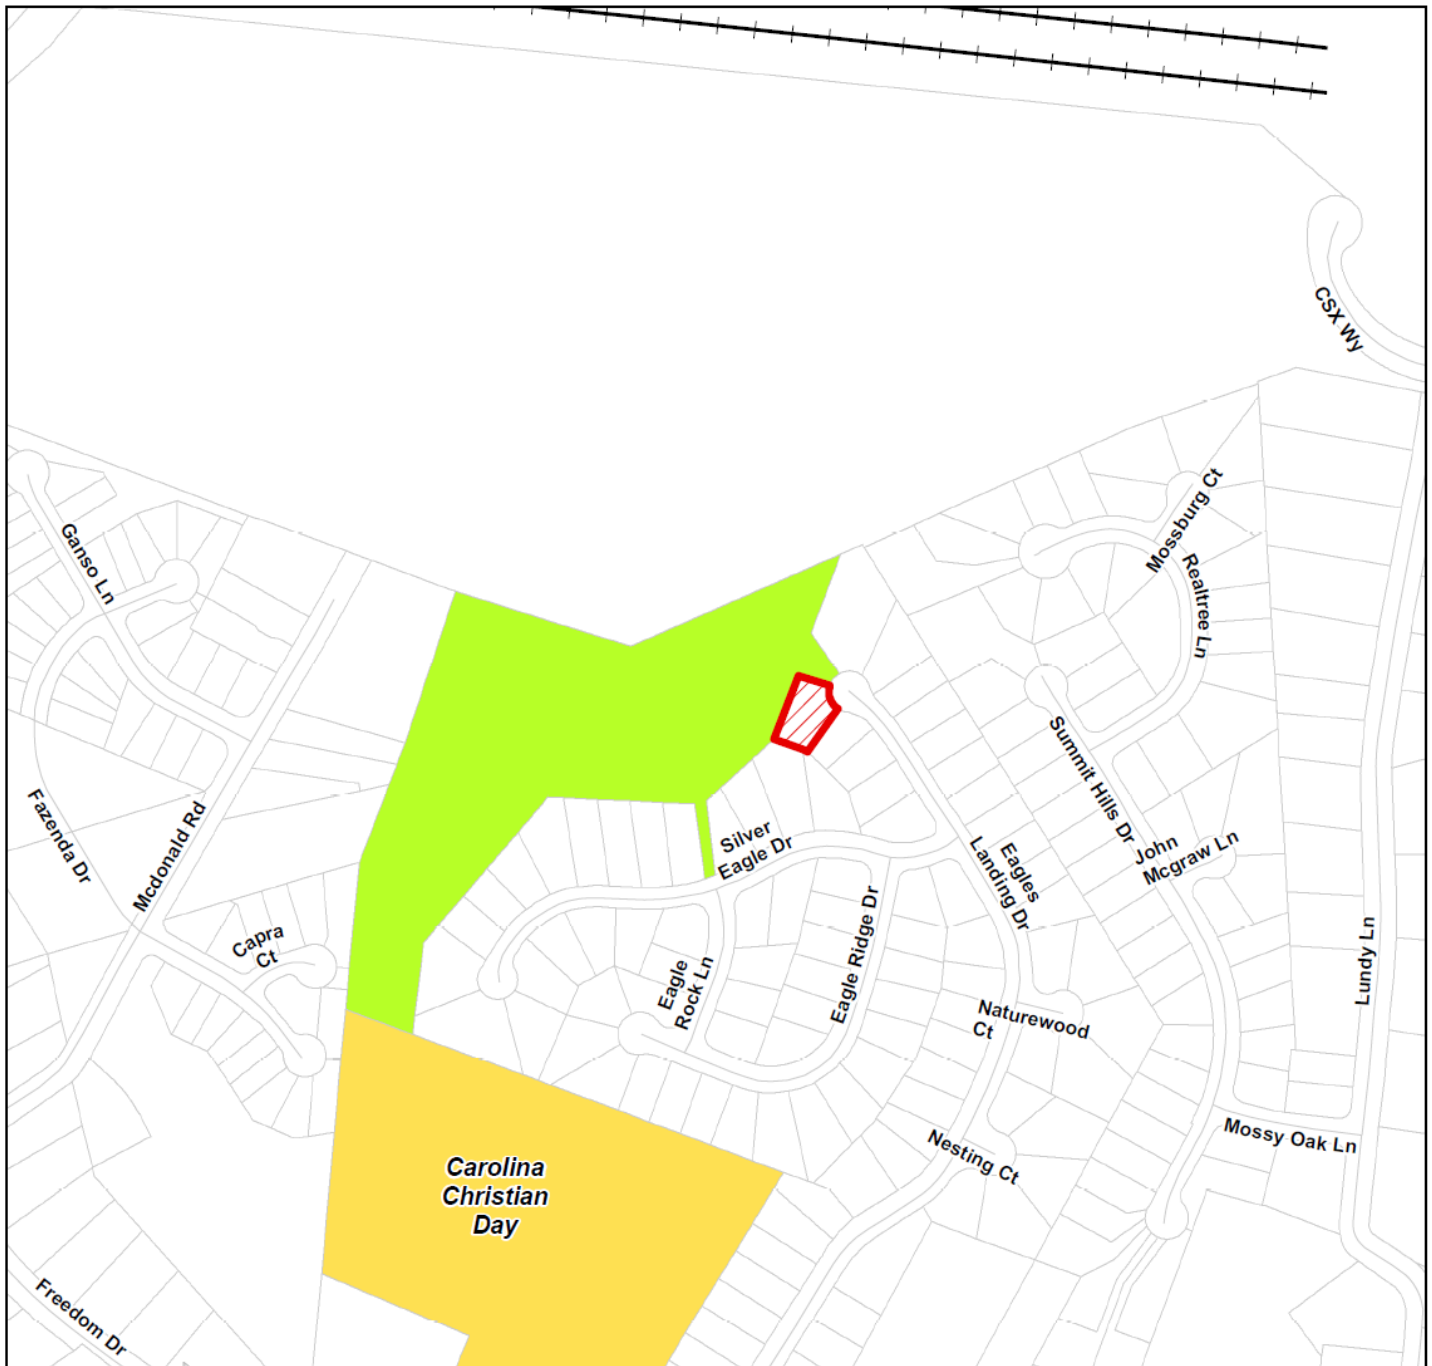 CSX Wy
Mossburg Ct
Ganso Ln
Realtree Ln
Summit Hills Dr
Fazenda Dr
Mcdonald Rd
Silver
Eagle Dr
Eagles
Landing Dr
John
Mcgraw Ln
Eagle Ridge Dr
Capra
Ct
Eagle
Rock Ln
Lundy Ln
Naturewood
Ct
Nesting Ct
Mossy Oak Ln
Carolina
Christian
Day
Freedom Dr